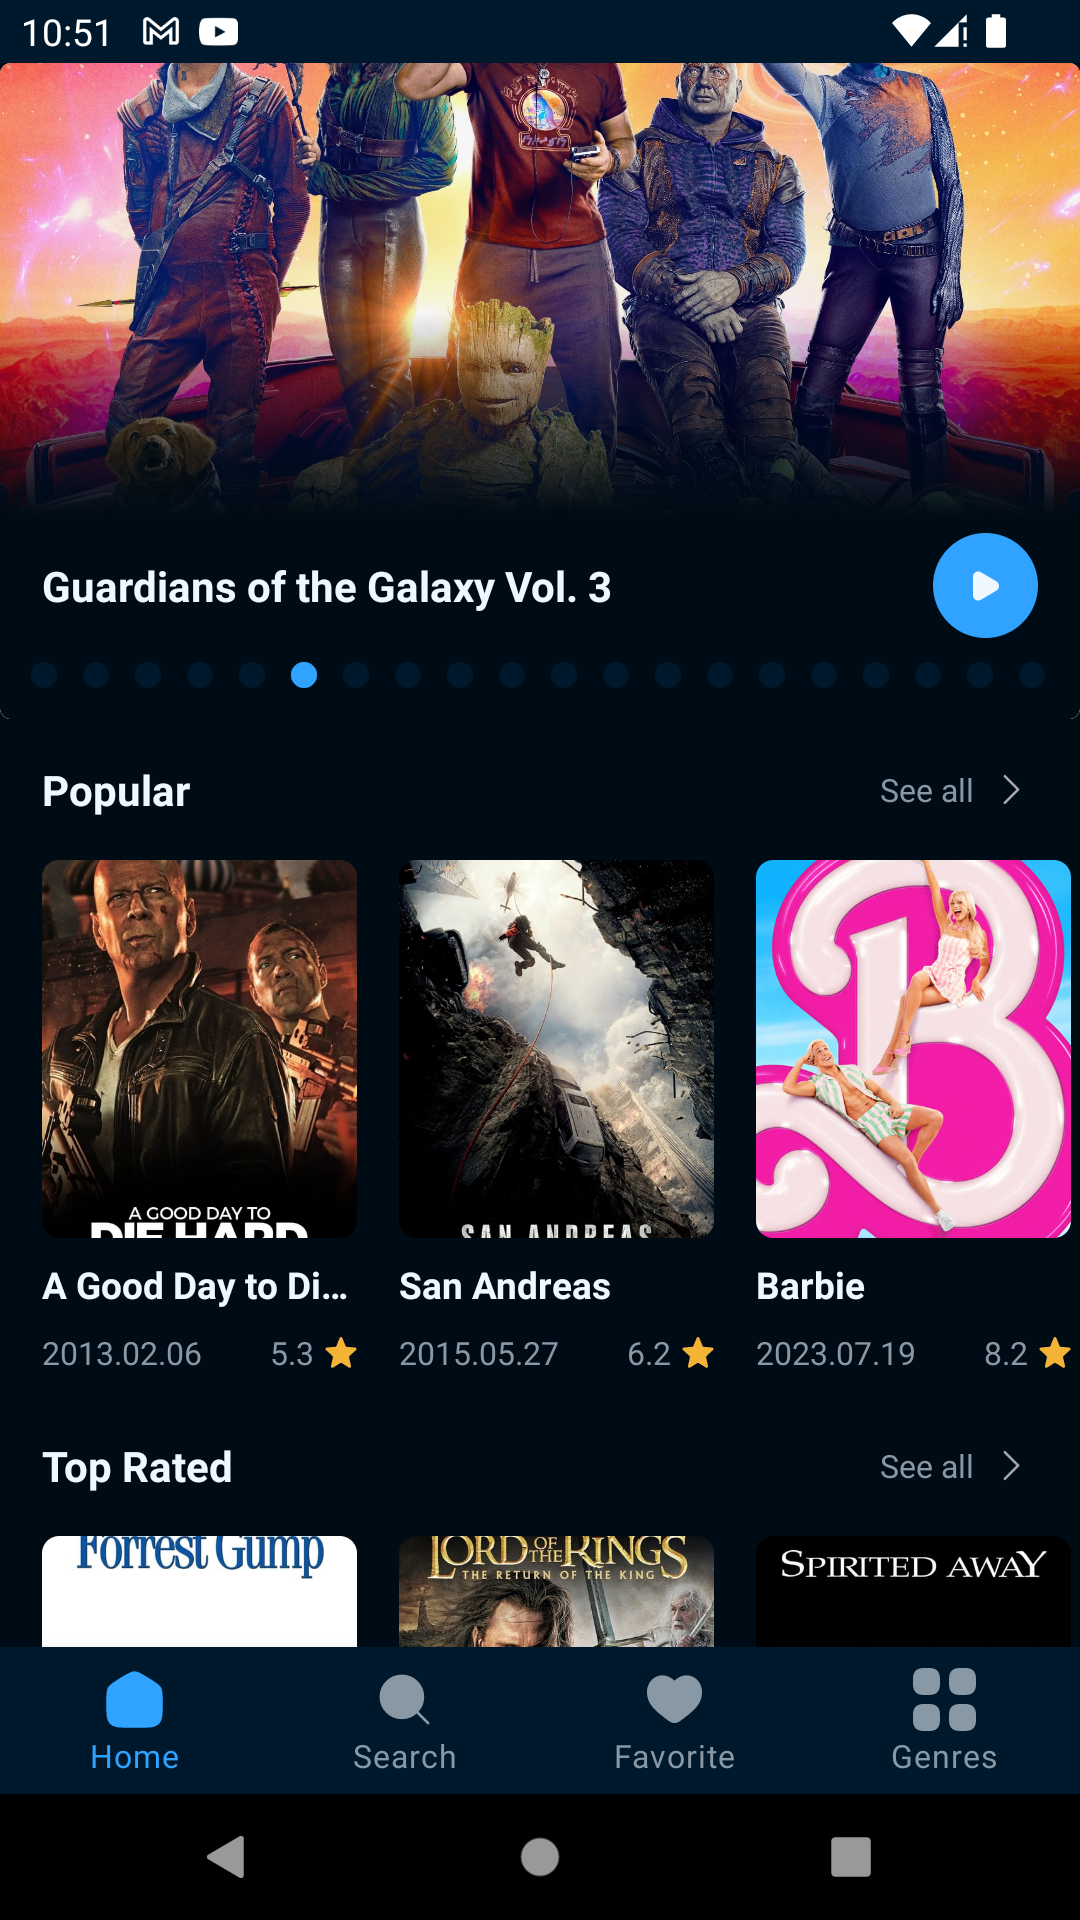 10:51
Guardians of the Galaxy Vol. 3
Popular
See all
A GOOD DAY TO
DIE HARD
SAN ANDREAS
A Good Day to Di...
San Andreas
Barbie
2013.02.06
5.3
2015.05.27
6.2
2023.07.19
8.2
Top Rated
See all
Forrest Gump
LORD OF THE RINGS
THE RETURN OF THE KING
SPIRITED AWAY
Home
Search
Favorite
Genres